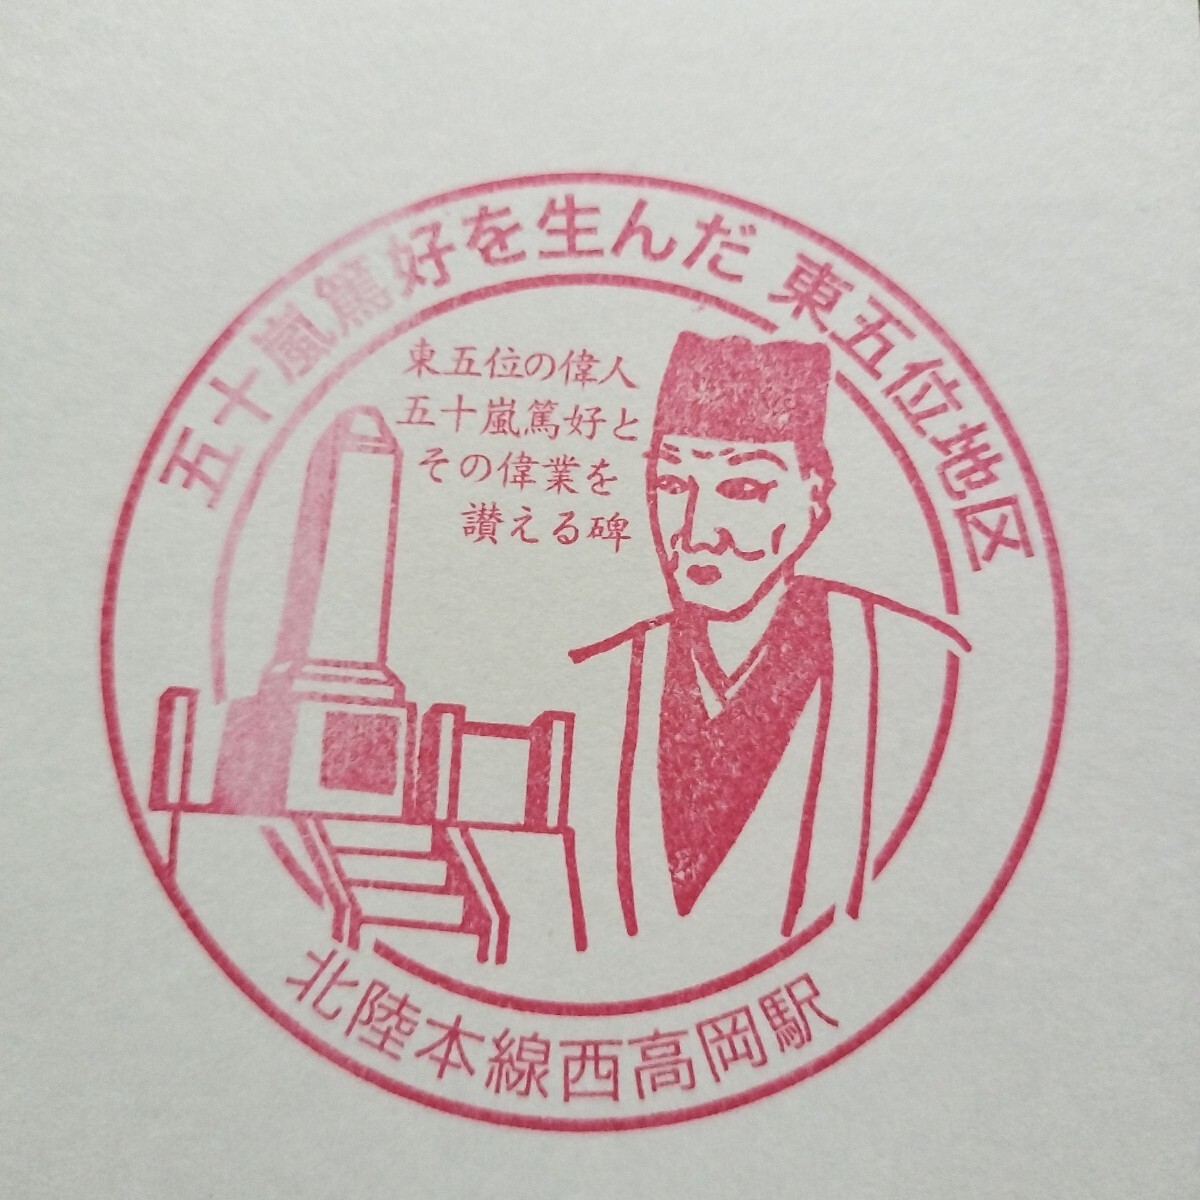 五十嵐篤好を生んだ 東五位地区
東五位の偉人
五十嵐篤好と
その偉業を
讃える碑
北陸本線西高岡駅